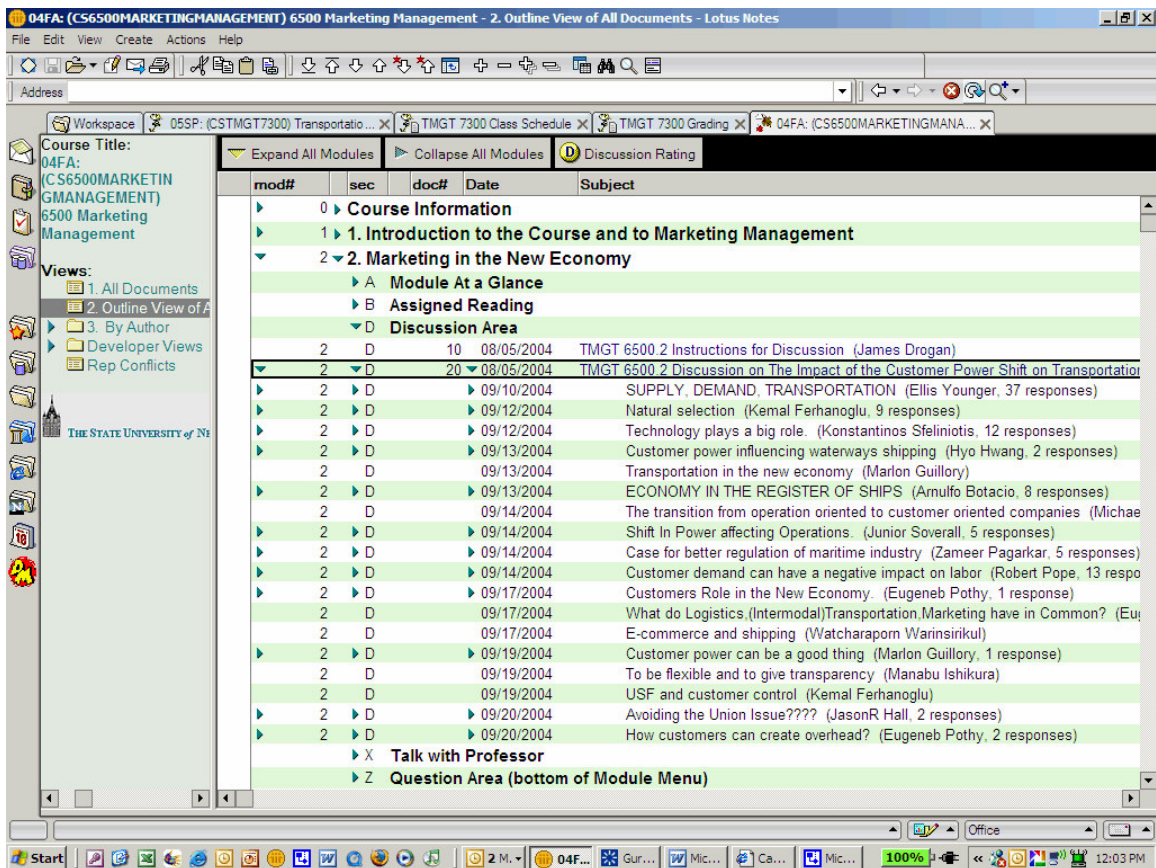 04FA: (CS6500MARKETINGMANAGEMENT) 6500 Marketing Management - 2. Outline View of All Documents - Lotus Notes
File Edit View Create Actions Help
Address
Workspace 05SP: (CSTMGT7300) Transportatio ... TMGT 7300 Class Schedule TMGT 7300 Grading 04FA: (CS6500MARKETINGMANA...
Course Title:
04FA:
(CS6500MARKETIN
GMANAGEMENT)
6500 Marketing
Management
Views:
1. All Documents
2. Outline View of A
3. By Author
Developer Views
Rep Conflicts
THE STATE UNIVERSITY of NE
Expand All Modules Collapse All Modules D Discussion Rating
mod# sec doc# Date Subject
0 Course Information
1 1. Introduction to the Course and to Marketing Management
2 2. Marketing in the New Economy
A Module At a Glance
B Assigned Reading
D Discussion Area
2 D 10 08/05/2004 TMGT 6500.2 Instructions for Discussion (James Drogan)
2 D 20 08/05/2004 TMGT 6500.2 Discussion on The Impact of the Customer Power Shift on Transportation
2 D 09/10/2004 SUPPLY, DEMAND, TRANSPORTATION (Ellis Younger, 37 responses)
2 D 09/12/2004 Natural selection (Kemal Ferhanoglu, 9 responses)
2 D 09/12/2004 Technology plays a big role. (Konstantinos Sfeliniotis, 12 responses)
2 D 09/13/2004 Customer power influencing waterways shipping (Hyo Hwang, 2 responses)
2 D 09/13/2004 Transportation in the new economy (Marlon Guillory)
2 D 09/13/2004 ECONOMY IN THE REGISTER OF SHIPS (Arnulfo Botacio, 8 responses)
2 D 09/14/2004 The transition from operation oriented to customer oriented companies (Michae
2 D 09/14/2004 Shift In Power affecting Operations. (Junior Soverall, 5 responses)
2 D 09/14/2004 Case for better regulation of maritime industry (Zameer Pagarkar, 5 responses)
2 D 09/14/2004 Customer demand can have a negative impact on labor (Robert Pope, 13 respo
2 D 09/17/2004 Customers Role in the New Economy. (Eugeneb Pothy, 1 response)
2 D 09/17/2004 What do Logistics,(Intermodal)Transportation,Marketing have in Common? (Eug
2 D 09/17/2004 E-commerce and shipping (Watcharaporn Warinsirikul)
2 D 09/19/2004 Customer power can be a good thing (Marlon Guillory, 1 response)
2 D 09/19/2004 To be flexible and to give transparency (Manabu Ishikura)
2 D 09/19/2004 USF and customer control (Kemal Ferhanoglu)
2 D 09/20/2004 Avoiding the Union Issue???? (JasonR Hall, 2 responses)
2 D 09/20/2004 How customers can create overhead? (Eugeneb Pothy, 2 responses)
X Talk with Professor
Z Question Area (bottom of Module Menu)
Office
Start 2 M. 04F... Gur... Mic... Ca... Mic... 100% 12:03 PM